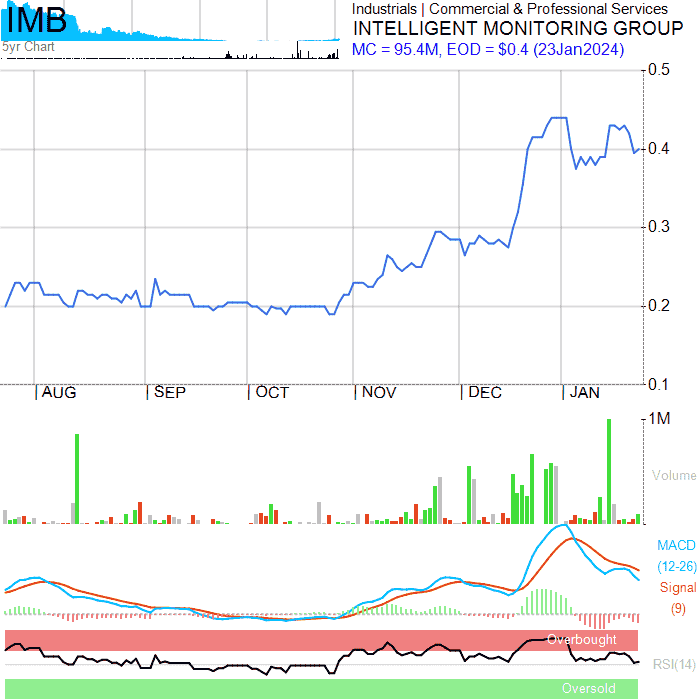 IMB
5yr Chart
Industrials | Commercial & Professional Services
INTELLIGENT MONITORING GROUP
MC = 95.4M, EOD = $0.4 (23Jan2024)
0.5
0.4
0.3
0.2
0.1
| AUG | SEP | OCT | NOV | DEC | JAN
1M
Volume
MACD
(12-26)
Signal
(9)
Overbought
RSI(14)
Oversold